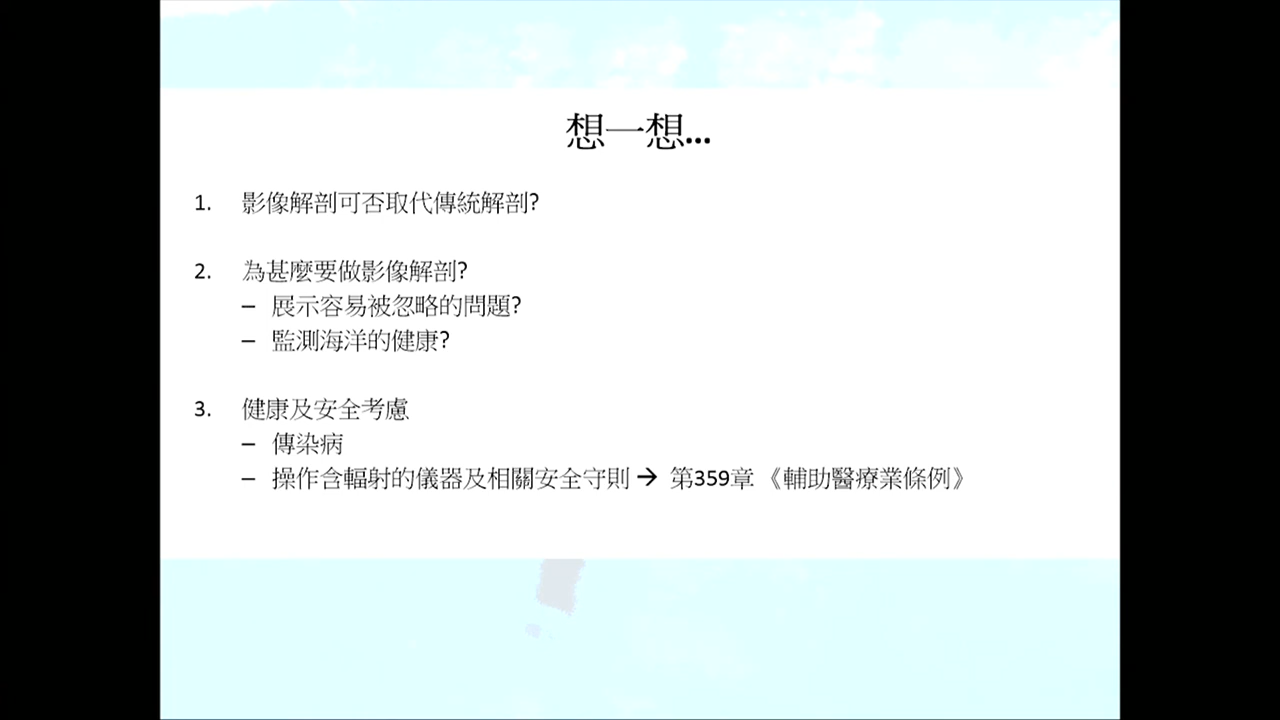 想一想...
1. 影像解剖可否取代傳統解剖?
2. 為甚麼要做影像解剖?
– 展示容易被忽略的問題?
– 監測海洋的健康?
3. 健康及安全考慮
– 傳染病
– 操作含輻射的儀器及相關安全守則 → 第359章 《輔助醫療業條例》